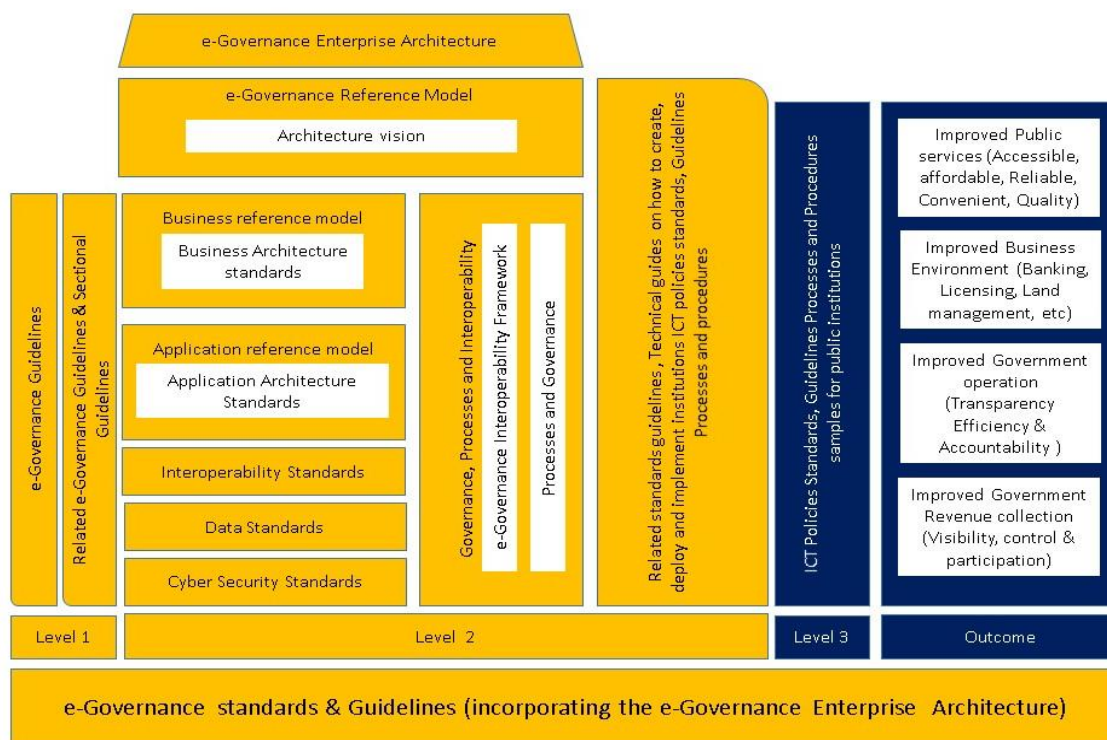 e-Governance Enterprise Architecture
e-Governance Reference Model
Architecture vision
e-Governance Guidelines
Related e-Governance Guidelines & Sectional
Guidelines
Business reference model
Business Architecture
standards
Application reference model
Application Architecture
Standards
Interoperability Standards
Data Standards
Cyber Security Standards
Governance, Processes and Interoperability
e-Governance Interoperability Framework
Processes and Governance
Related standards guidelines, Technical guides on how to create,
deploy and implement institutions ICT policies standards, Guidelines
Processes and procedures
ICT Policies Standards, Guidelines Processes and Procedures
samples for public institutions
Improved Public
services (Accessible,
affordable, Reliable,
Convenient, Quality)
Improved Business
Environment (Banking,
Licensing, Land
management, etc)
Improved Government
operation
(Transparency
Efficiency &
Accountability )
Improved Government
Revenue collection
(Visibility, control &
participation)
Level 1
Level 2
Level 3
Outcome
e-Governance standards & Guidelines (incorporating the e-Governance Enterprise Architecture)